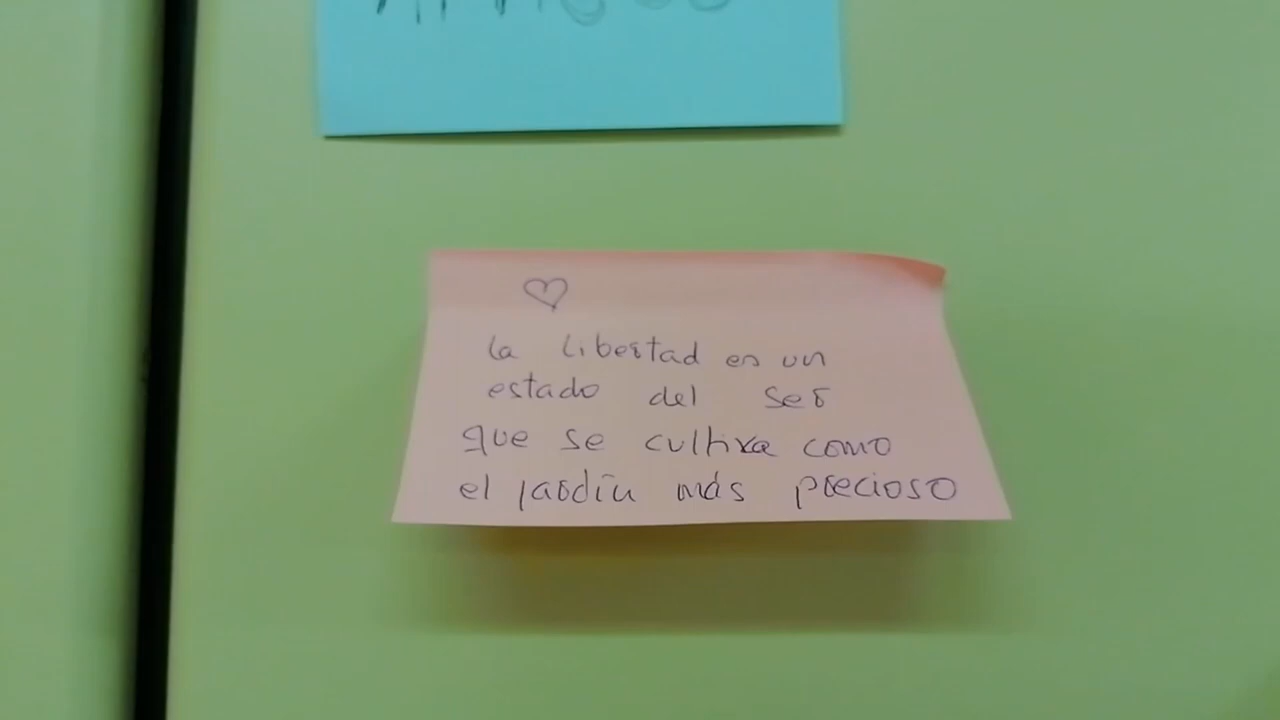 la libertad es un
estado del ser
que se cultiva como
el jardín más precioso